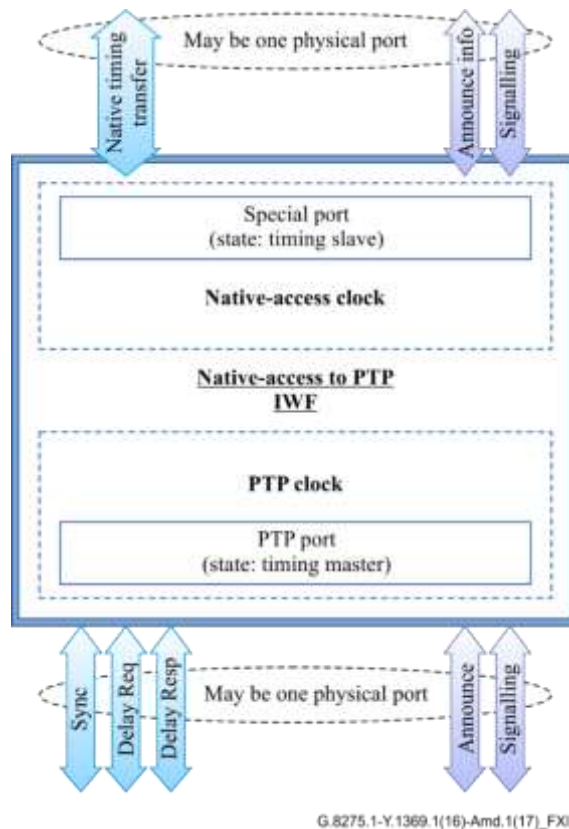 May be one physical port
Native timing
transfer
Announce info
Signalling
Special port
(state: timing slave)
Native-access clock
Native-access to PTP
IWF
PTP clock
PTP port
(state: timing master)
Sync
Delay Req
Delay Resp
May be one physical port
Announce
Signalling
G.8275.1-Y.1369.1(16)-Amd.1(17)_FXI